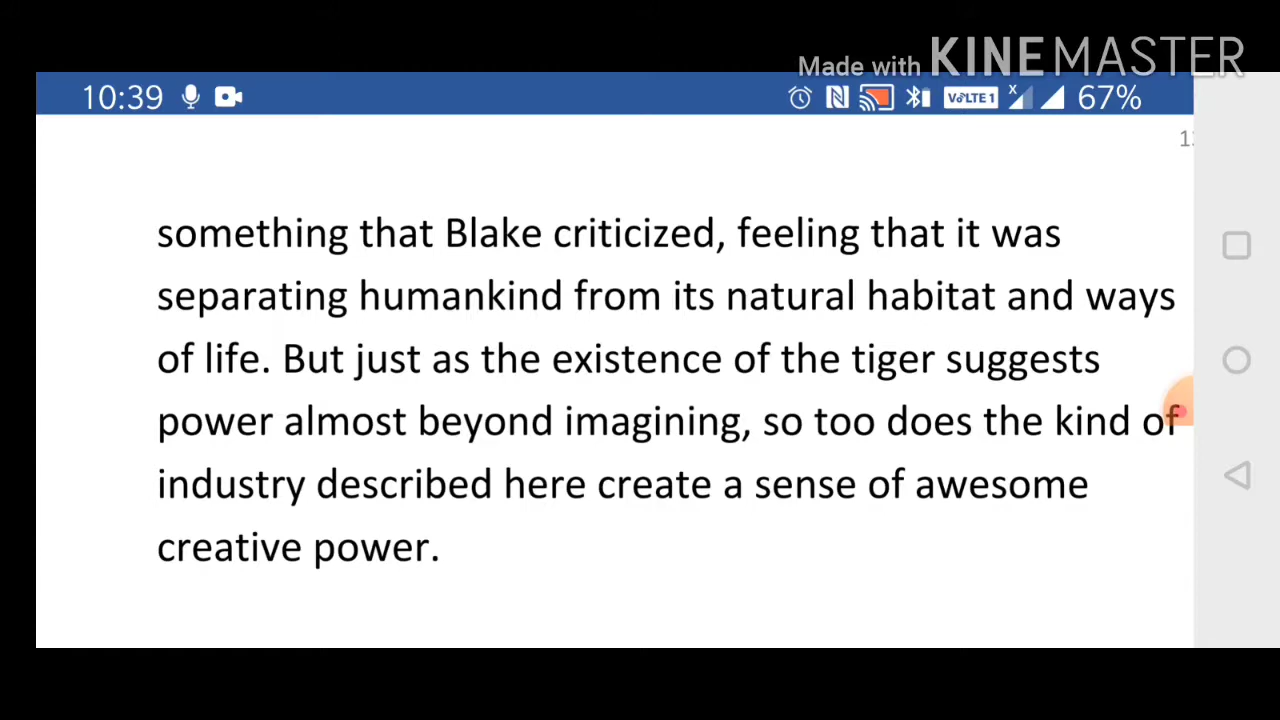 Made with KINEMASTER
10:39 VoLTE 1 x 67%
something that Blake criticized, feeling that it was
separating humankind from its natural habitat and ways
of life. But just as the existence of the tiger suggests
power almost beyond imagining, so too does the kind of
industry described here create a sense of awesome
creative power.